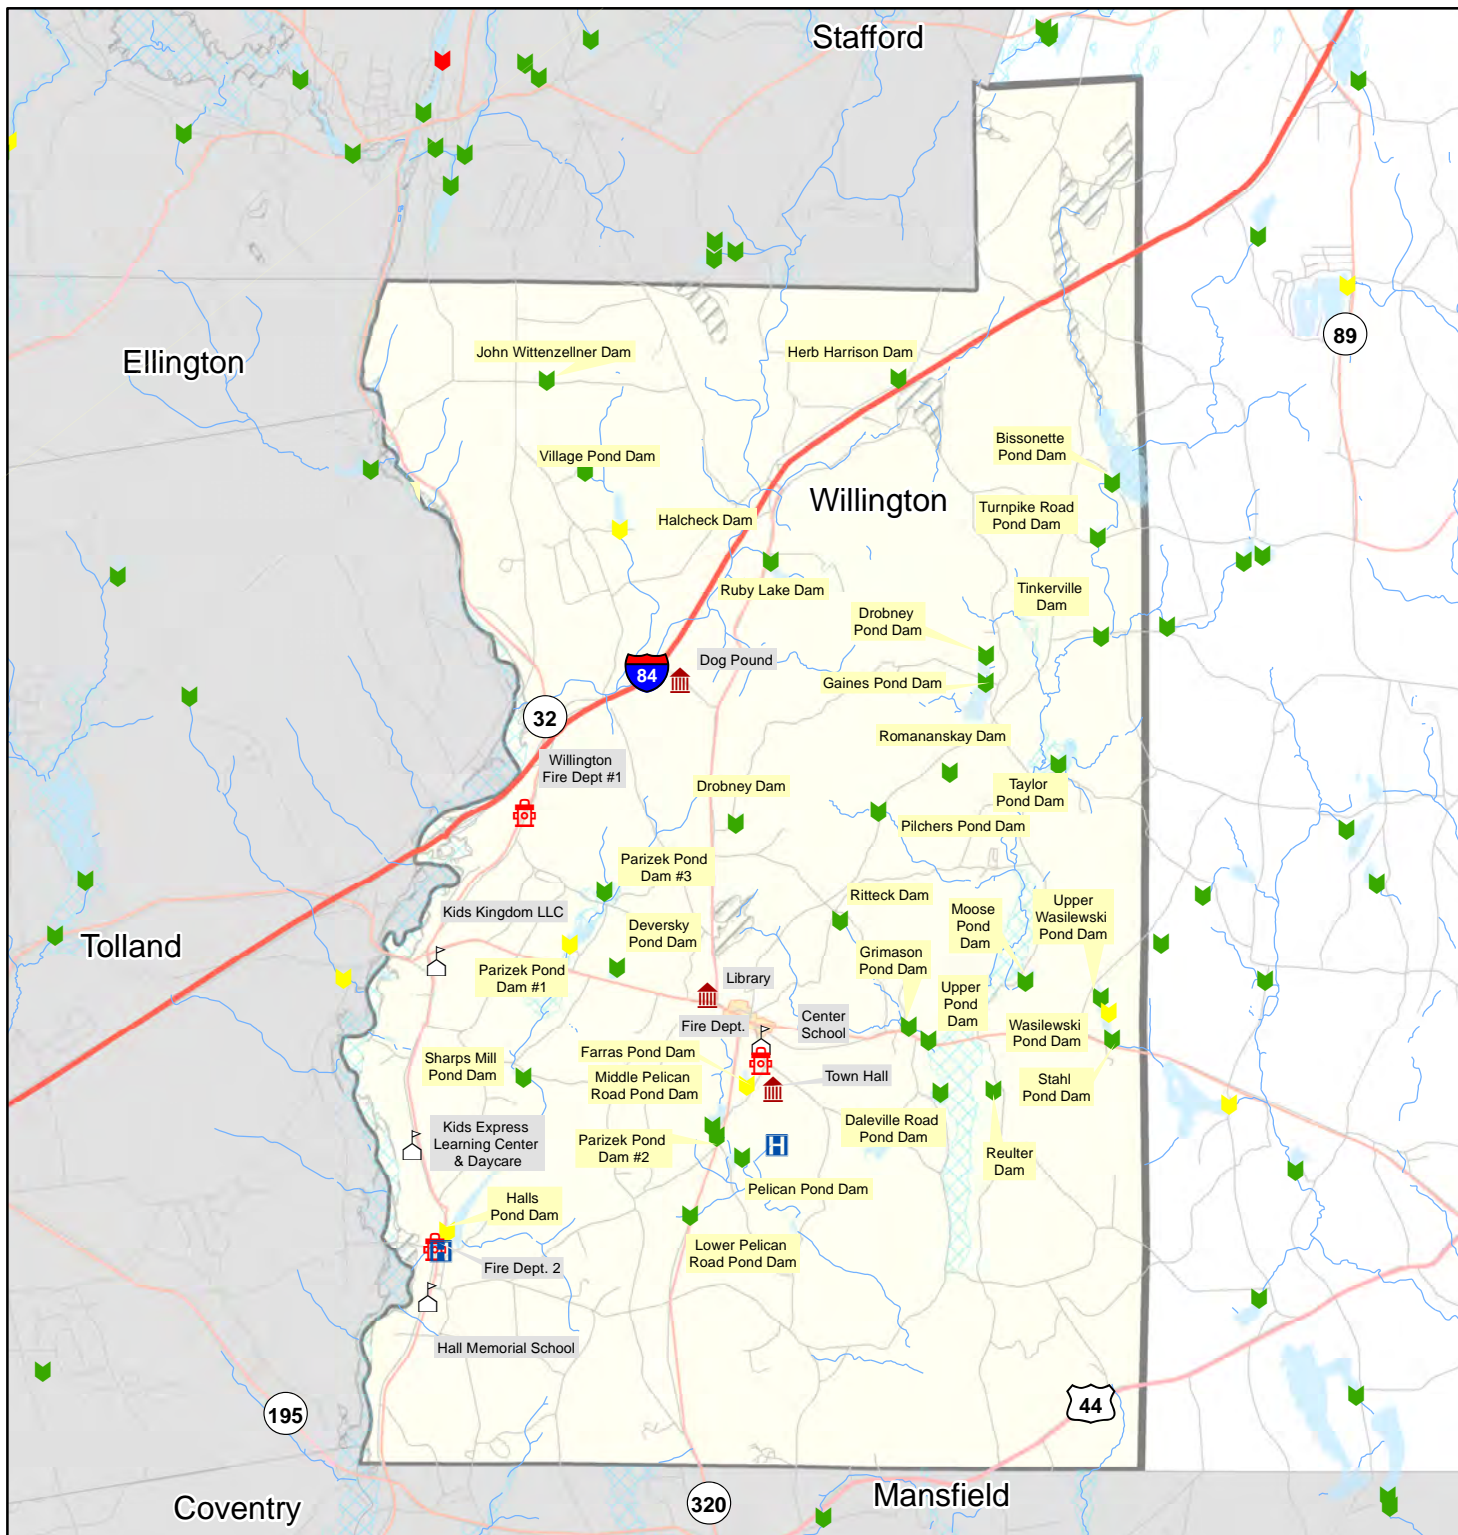 Stafford
89
Ellington
John Wittenzellner Dam
Herb Harrison Dam
Bissonette
Pond Dam
Village Pond Dam
Willington
Turnpike Road
Pond Dam
Halcheck Dam
Ruby Lake Dam
Tinkerville
Dam
Drobney
Pond Dam
Dog Pound
84
Gaines Pond Dam
32
Romananskay Dam
Willington
Fire Dept #1
Drobney Dam
Taylor
Pond Dam
Pilchers Pond Dam
Parizek Pond
Dam #3
Ritteck Dam
Moose
Pond
Dam
Upper
Wasilewski
Pond Dam
Kids Kingdom LLC
Deversky
Pond Dam
Tolland
Grimason
Pond Dam
Parizek Pond
Dam #1
Library
Upper
Pond
Dam
Center
School
Fire Dept.
Wasilewski
Pond Dam
Farras Pond Dam
Sharps Mill
Pond Dam
Middle Pelican
Road Pond Dam
Town Hall
Stahl
Pond Dam
Kids Express
Learning Center
& Daycare
Parizek Pond
Dam #2
H
Daleville Road
Pond Dam
Reulter
Dam
Pelican Pond Dam
Halls
Pond Dam
H
Fire Dept. 2
Lower Pelican
Road Pond Dam
Hall Memorial School
195
44
Coventry
320
Mansfield